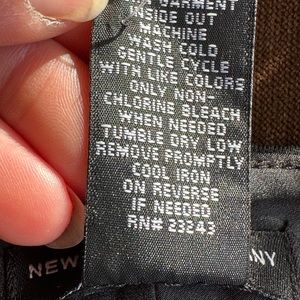 GARMENT
INSIDE OUT
MACHINE
WASH COLD
GENTLE CYCLE
WITH LIKE COLORS
ONLY NON-
CHLORINE BLEACH
WHEN NEEDED
TUMBLE DRY LOW
REMOVE PROMPTLY
COOL IRON
ON REVERSE
IF NEEDED
RN# 23243
NEW